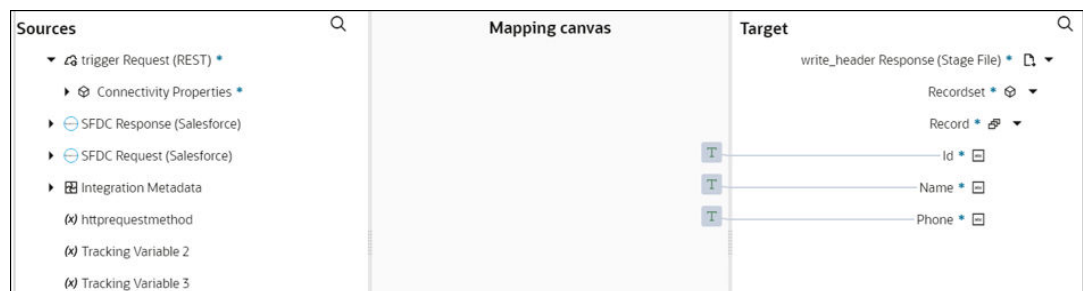 Sources
trigger Request (REST) *
Connectivity Properties *
SFDC Response (Salesforce)
SFDC Request (Salesforce)
Integration Metadata
(x) httprequestmethod
(x) Tracking Variable 2
(x) Tracking Variable 3
Mapping canvas
T
T
T
Target
write_header Response (Stage File) *
Recordset *
Record *
Id *
Name *
Phone *